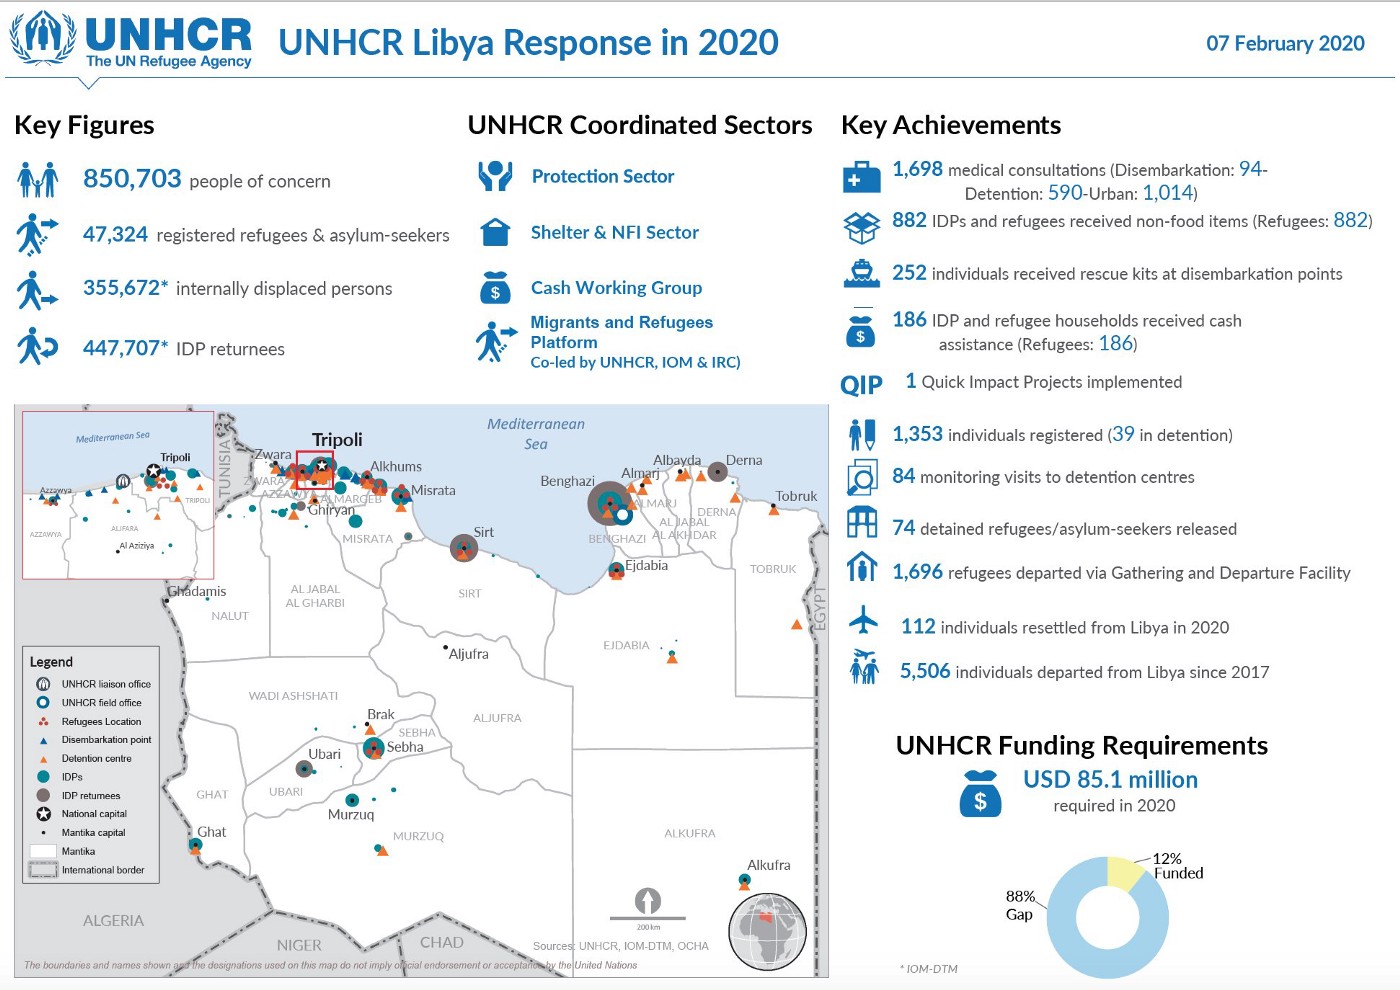 UNHCR
The UN Refugee Agency
UNHCR Libya Response in 2020
07 February 2020
Key Figures
850,703 people of concern
47,324 registered refugees & asylum-seekers
355,672* internally displaced persons
447,707* IDP returnees
UNHCR Coordinated Sectors
Protection Sector
Shelter & NFI Sector
$
Cash Working Group
Migrants and Refugees
Platform
Co-led by UNHCR, IOM & IRC)
Key Achievements
1,698 medical consultations (Disembarkation: 94-
Detention: 590-Urban: 1,014)
882 IDPs and refugees received non-food items (Refugees: 882)
252 individuals received rescue kits at disembarkation points
$
186 IDP and refugee households received cash
assistance (Refugees: 186)
QIP 1 Quick Impact Projects implemented
1,353 individuals registered (39 in detention)
84 monitoring visits to detention centres
74 detained refugees/asylum-seekers released
1,696 refugees departed via Gathering and Departure Facility
112 individuals resettled from Libya in 2020
5,506 individuals departed from Libya since 2017
UNHCR Funding Requirements
$
USD 85.1 million
required in 2020
12%
Funded
88%
Gap
* IOM-DTM
Mediterranean Sea
Tripoli
Azzawya
TRIPOLI
ALJFARA
AZZAWYA
Al Aziziya
Mediterranean
Sea
TUNISIA
Tripoli
Zwara
ZWARA
AZZAWYA
Alkhums
ALMARGEB
Misrata
Ghiryan
MISRATA
Sirt
Benghazi
Almarj
Albayda
Derna
Tobruk
ALMARJ
ALJABAL
ALAKHDAR
DERNA
BENGHAZI
Ejdabia
TOBRUK
EGYPT
Ghadamis
NALUT
AL JABAL
AL GHARBI
SIRT
EJDABIA
Aljufra
WADI ASHSHATI
ALJUFRA
Brak
SEBHA
Sebha
Ubari
UBARI
GHAT
Murzuq
MURZUQ
Ghat
ALKUFRA
Alkufra
ALGERIA
NIGER
CHAD
200 km
Sources: UNHCR, IOM-DTM, OCHA
The boundaries and names shown and the designations used on this map do not imply official endorsement or acceptance by the United Nations
Legend
UNHCR liaison office
UNHCR field office
Refugees Location
Disembarkation point
Detention centre
IDPs
IDP returnees
National capital
Mantika capital
Mantika
International border